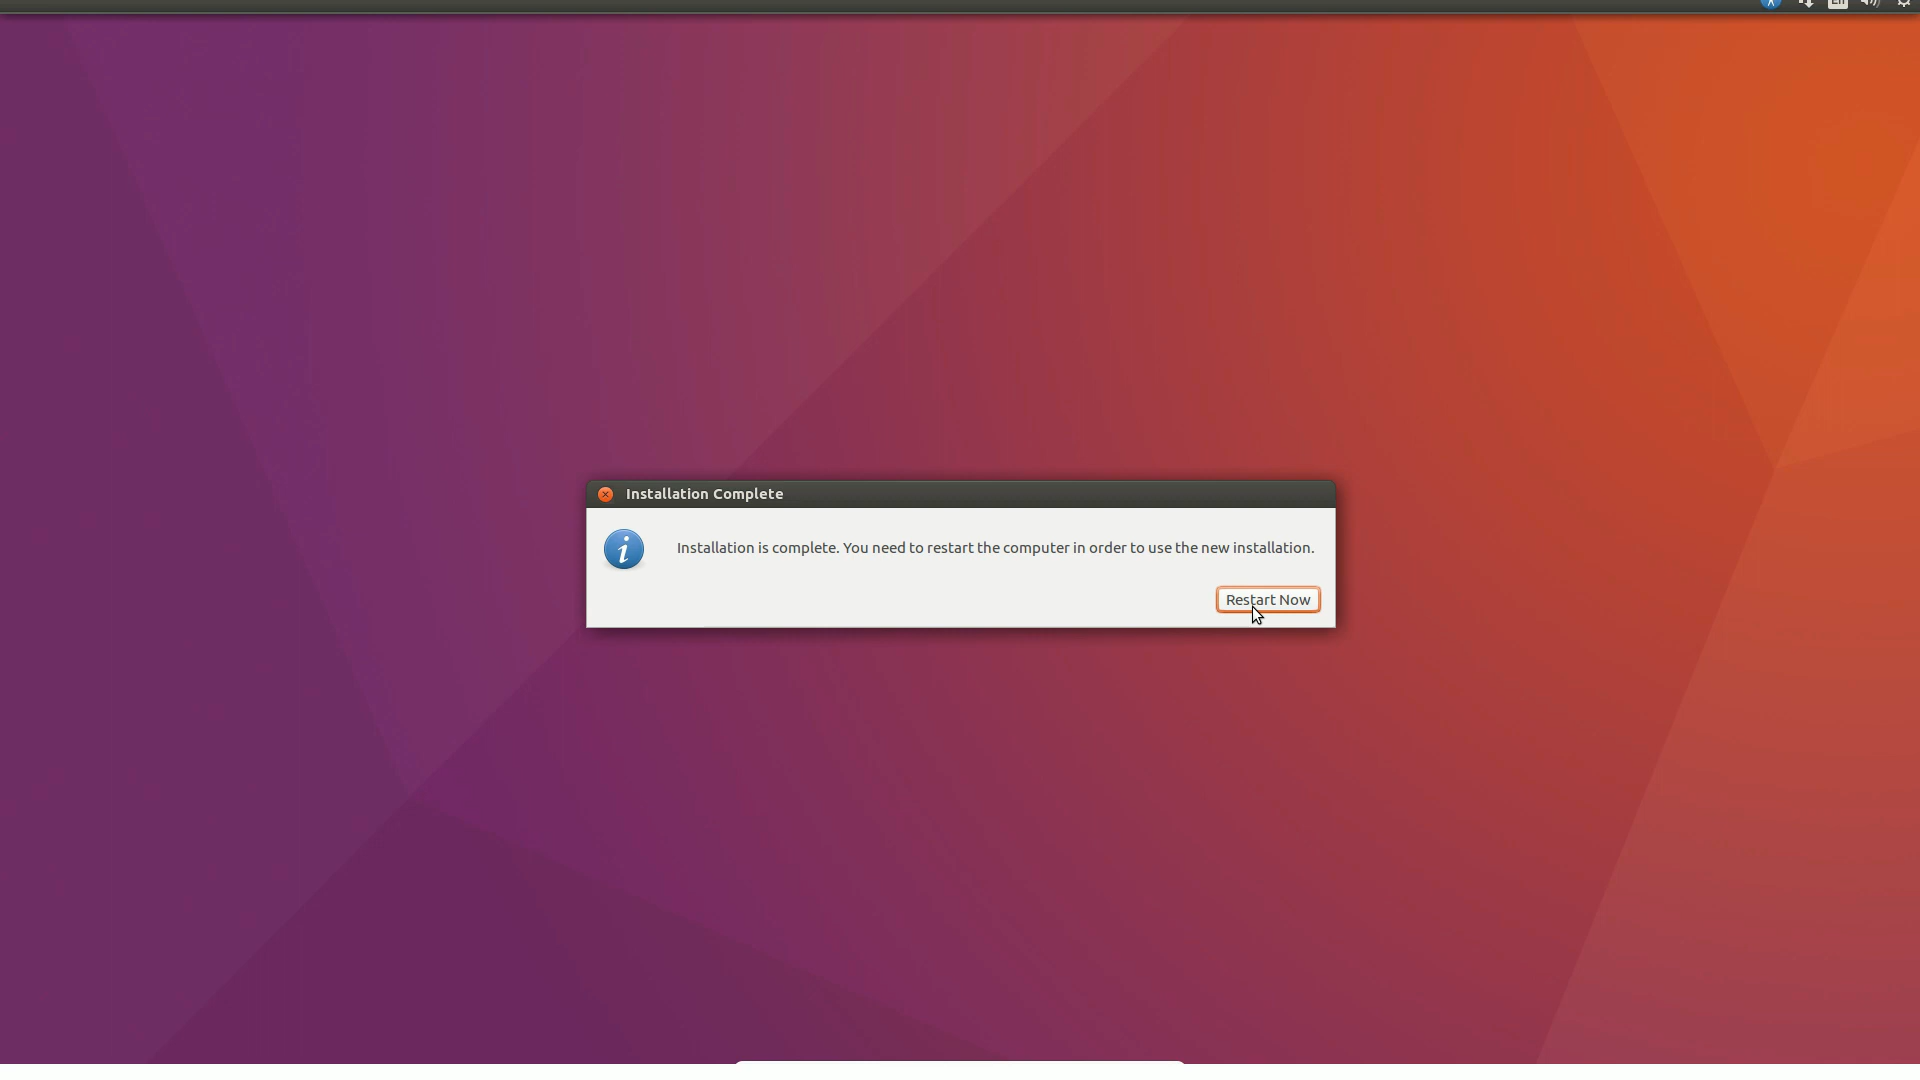 En
Installation Complete
Installation is complete. You need to restart the computer in order to use the new installation.
Restart Now